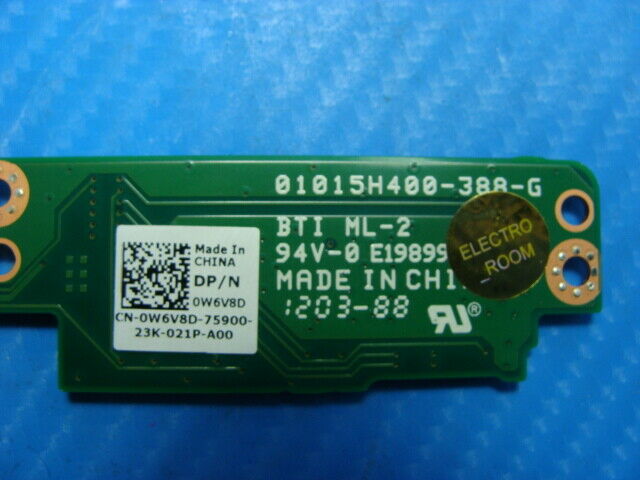 01015H400-388-G
BTI ML-2
94V-0 E19899
MADE IN CHI
1203-88
RU®
ELECTRO
ROOM
Made In
CHINA
DP/N
0W6V8D
CN-0W6V8D-75900-
23K-021P-A00